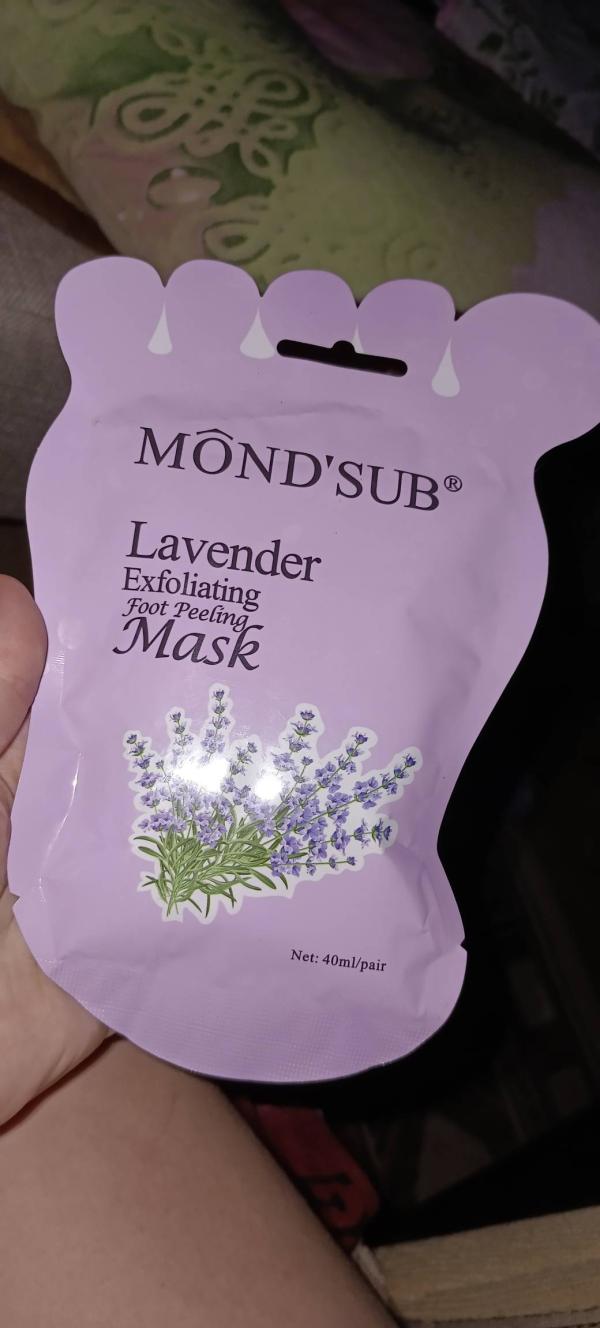 MÔND'SUB®
Lavender
Exfoliating
Foot Peeling
Mask
Net: 40ml/pair